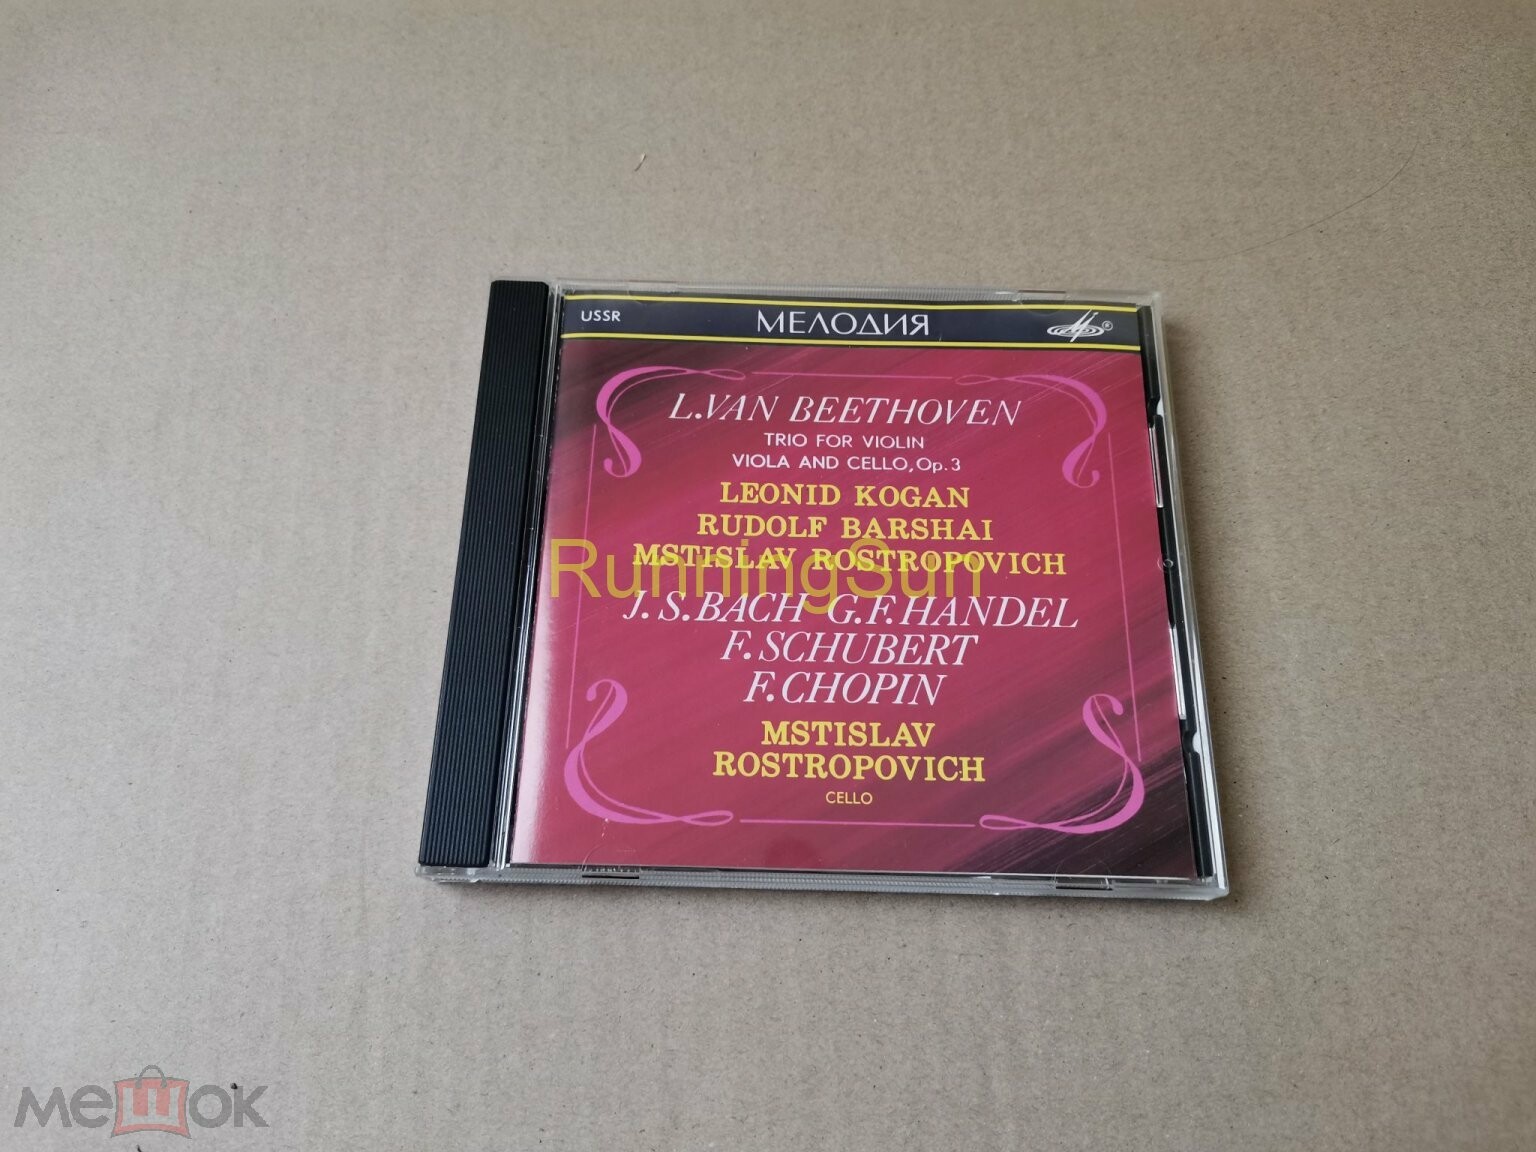 USSR
МЕЛОДИЯ
®
L.VAN BEETHOVEN
TRIO FOR VIOLIN
VIOLA AND CELLO, Op. 3
LEONID KOGAN
RUDOLF BARSHAI
MSTISLAV ROSTROPOVICH
RunningSun
J. S. BACH G.F. HANDEL
F. SCHUBERT
F. CHOPIN
MSTISLAV
ROSTROPOVICH
CELLO
мешок